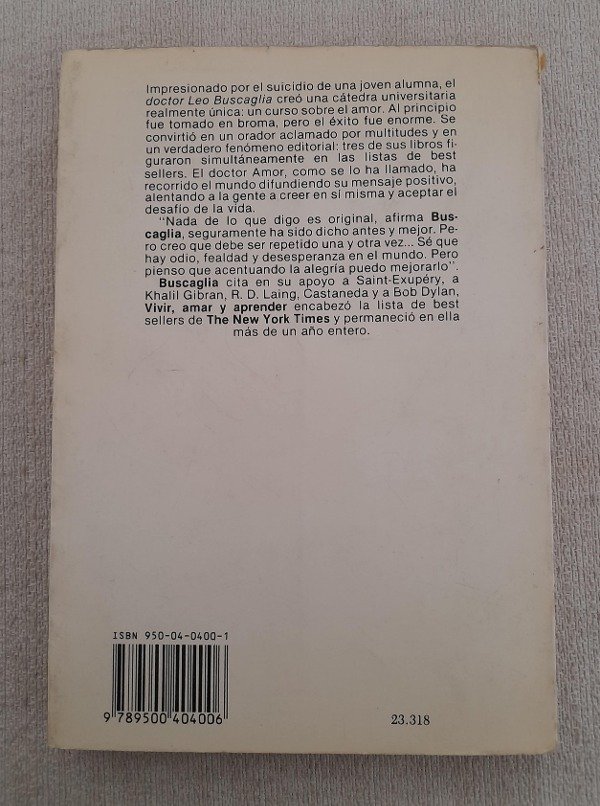 Impresionado por el suicidio de una joven alumna, el
doctor Leo Buscaglia creó una cátedra universitaria
realmente única: un curso sobre el amor. Al principio
fue tomado en broma, pero el éxito fue enorme. Se
convirtió en un orador aclamado por multitudes y en
un verdadero fenómeno editorial: tres de sus libros fi-
guraron simultáneamente en las listas de best
sellers. El doctor Amor, como se lo ha llamado, ha
recorrido el mundo difundiendo su mensaje positivo,
alentando a la gente a creer en sí misma y aceptar el
desafío de la vida.
"Nada de lo que digo es original, afirma Bus-
caglia, seguramente ha sido dicho antes y mejor. Pe-
ro creo que debe ser repetido una y otra vez... Sé que
hay odio, fealdad y desesperanza en el mundo. Pero
pienso que acentuando la alegría puedo mejorarlo".
Buscaglia cita en su apoyo a Saint-Exupéry, a
Khalil Gibran, R. D. Laing, Castaneda y a Bob Dylan,
Vivir, amar y aprender encabezó la lista de best
sellers de The New York Times y permaneció en ella
más de un año entero.
ISBN 950-04-0400-1
9 789500 404006
23.318